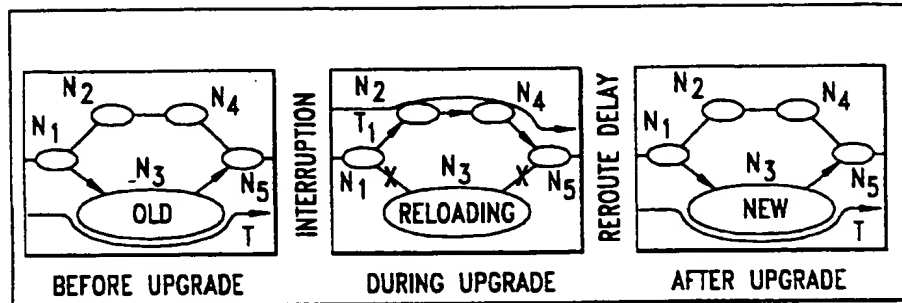 N2
N4
N1
N3
N5
OLD
T
BEFORE UPGRADE
INTERRUPTION
N2
N4
T1
N1
N3
N5
RELOADING
DURING UPGRADE
REROUTE DELAY
N2
N4
N1
N3
N5
NEW
T
AFTER UPGRADE